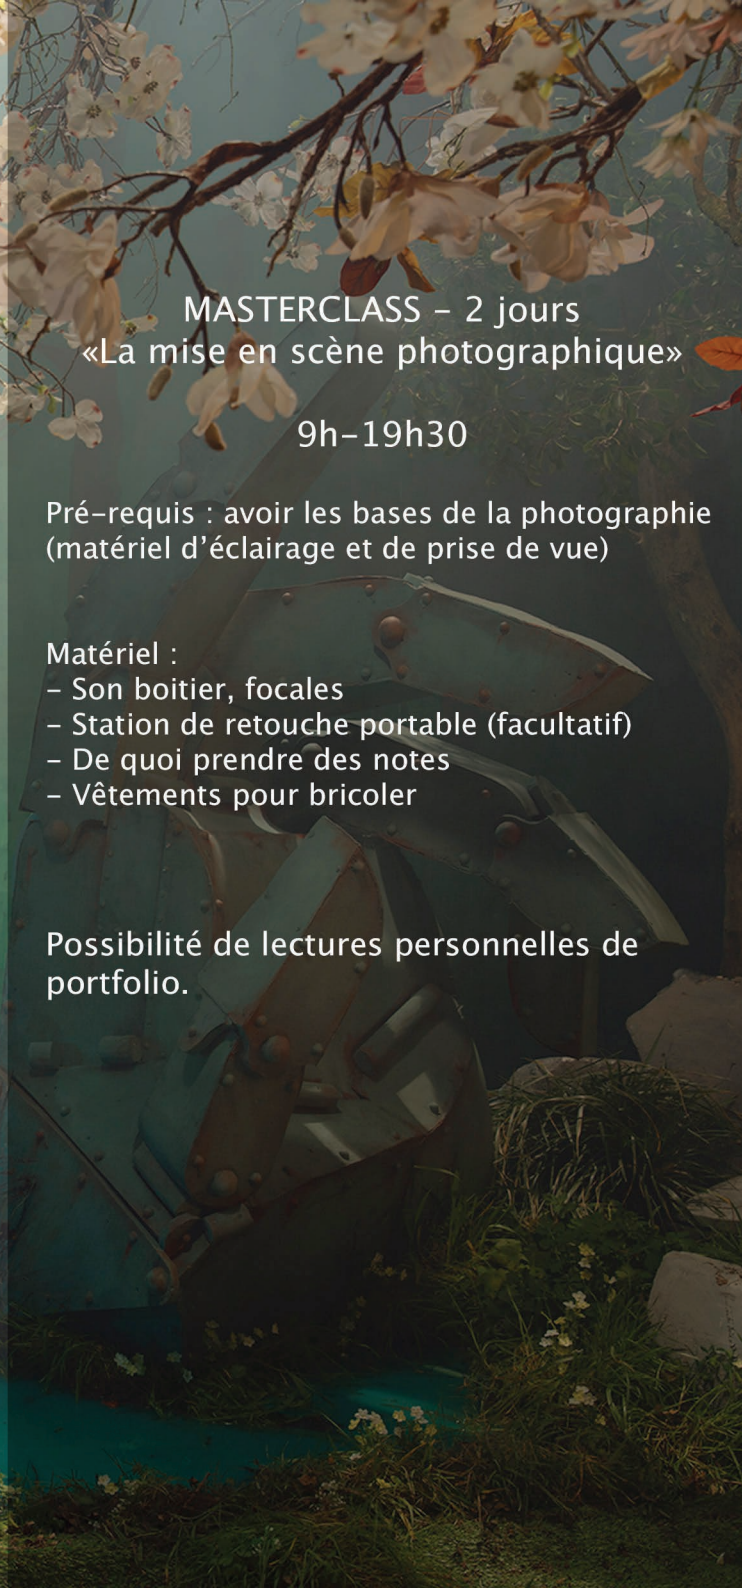 MASTERCLASS – 2 jours
«La mise en scène photographique»
9h–19h30
Pré–requis : avoir les bases de la photographie
(matériel d’éclairage et de prise de vue)
Matériel :
– Son boitier, focales
– Station de retouche portable (facultatif)
– De quoi prendre des notes
– Vêtements pour bricoler
Possibilité de lectures personnelles de
portfolio.